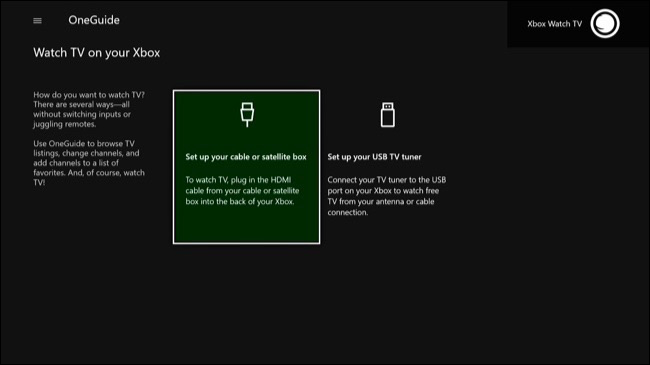 OneGuide
Xbox Watch TV
Watch TV on your Xbox
How do you want to watch TV?
There are several ways—all
without switching inputs or
juggling remotes.
Use OneGuide to browse TV
listings, change channels, and
add channels to a list of
favorites. And, of course, watch
TV!
Set up your cable or satellite box
To watch TV, plug in the HDMI
cable from your cable or satellite
box into the back of your Xbox.
Set up your USB TV tuner
Connect your TV tuner to the USB
port on your Xbox to watch free
TV from your antenna or cable
connection.